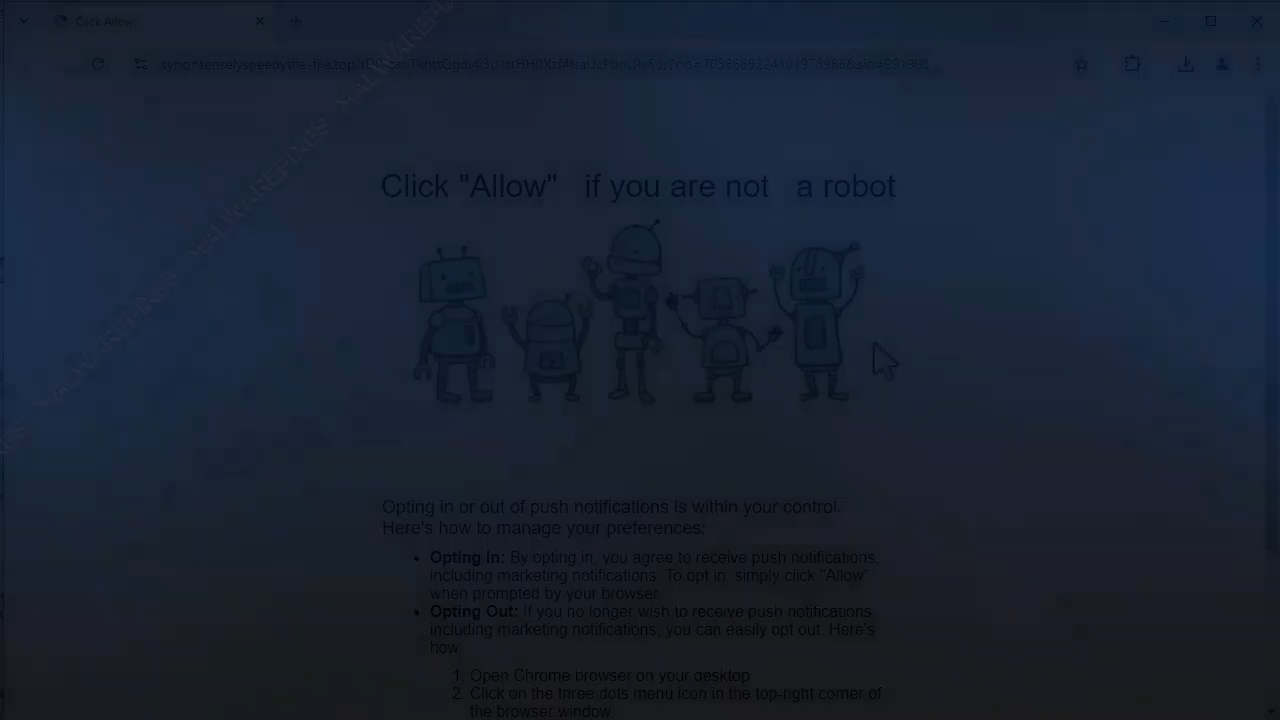 Click Allow
Click "Allow" if you are not a robot
Opting in or out of push notifications is within your control.
Here's how to manage your preferences:
• Opting In: By opting in, you agree to receive push notifications,
including marketing notifications. To opt in, simply click "Allow"
when prompted by your browser.
• Opting Out: If you no longer wish to receive push notifications,
including marketing notifications, you can easily opt out. Here's
how:
1. Open Chrome browser on your desktop
2. Click on the three dots menu icon in the top-right corner of
the browser window.